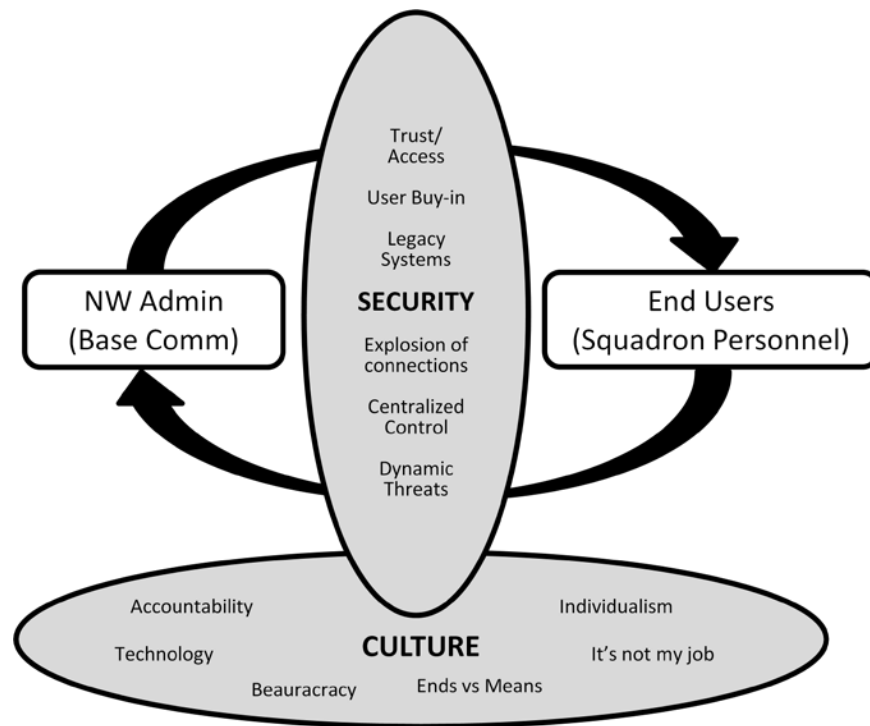 Trust/
Access
User Buy-in
Legacy
Systems
SECURITY
Explosion of
connections
Centralized
Control
Dynamic
Threats
NW Admin
(Base Comm)
End Users
(Squadron Personnel)
Accountability
Individualism
Technology
CULTURE
It's not my job
Beauracracy
Ends vs Means